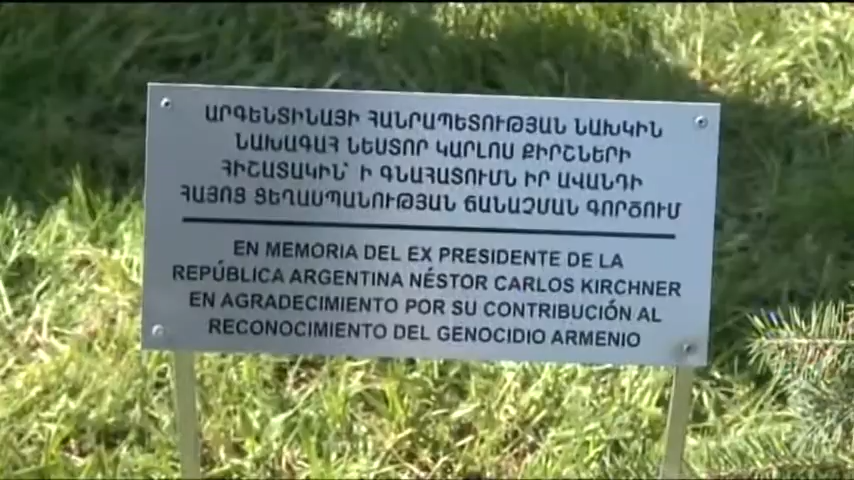 ԱՐԳԵՆՏԻՆԱՅԻ ՀԱՆՐԱՊԵՏՈՒԹՅԱՆ ՆԱԽԿԻՆ
ՆԱԽԱԳԱՀ ՆԵՍՏՈՐ ԿԱՐԼՈՍ ՔԻՐՇՆԵՐԻ
ՀԻՇԱՏԱԿԻՆ՝ Ի ԳՆԱՀԱՏՈՒՄՆ ԻՐ ԱՎԱՆԴԻ
ՀԱՅՈՑ ՑԵՂԱՍՊԱՆՈՒԹՅԱՆ ՃԱՆԱՉՄԱՆ ԳՈՐԾՈՒՄ
EN MEMORIA DEL EX PRESIDENTE DE LA
REPÚBLICA ARGENTINA NÉSTOR CARLOS KIRCHNER
EN AGRADECIMIENTO POR SU CONTRIBUCIÓN AL
RECONOCIMIENTO DEL GENOCIDIO ARMENIO